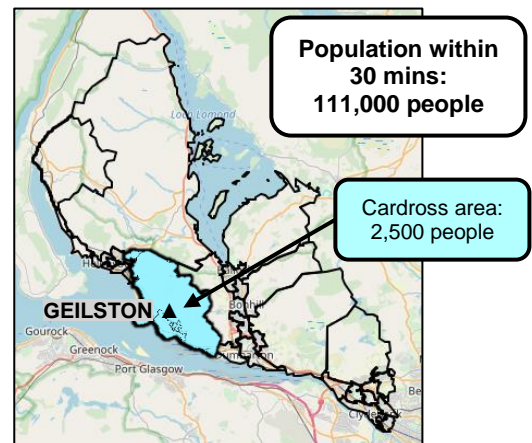 Population within
30 mins:
111,000 people
Loch Lomond
Cardross area:
2,500 people
GEILSTON
Bonhill
Gourock
Greenock
Port Glasgow
Dumbarton